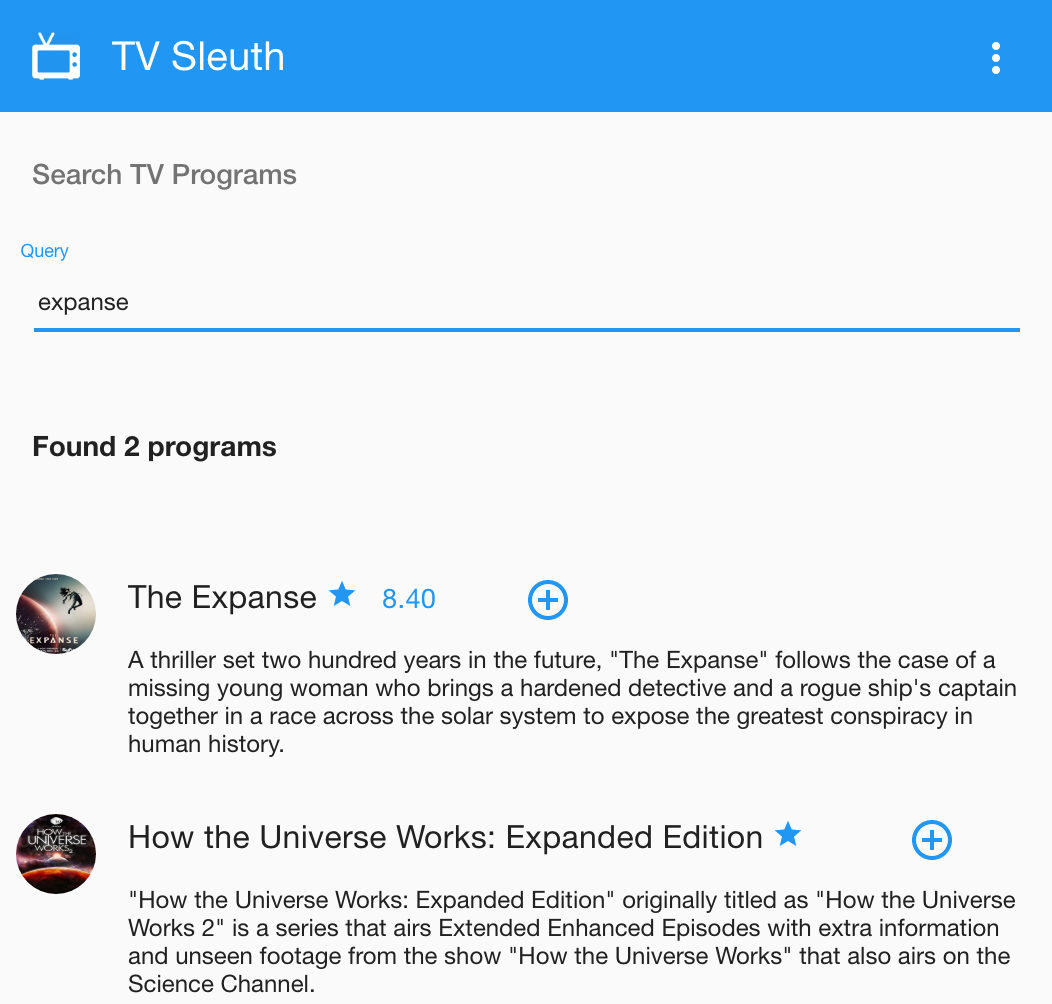 TV Sleuth
Search TV Programs
Query
expanse
Found 2 programs
The Expanse 8.40
EXPANSE
A thriller set two hundred years in the future, "The Expanse" follows the case of a
missing young woman who brings a hardened detective and a rogue ship's captain
together in a race across the solar system to expose the greatest conspiracy in
human history.
How the Universe Works: Expanded Edition
HOW THE
UNIVERSE
WORKS
"How the Universe Works: Expanded Edition" originally titled as "How the Universe
Works 2" is a series that airs Extended Enhanced Episodes with extra information
and unseen footage from the show "How the Universe Works" that also airs on the
Science Channel.